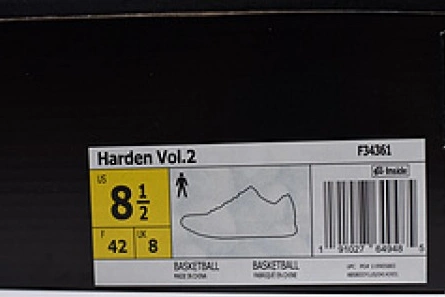 Harden Vol.2 F34361
US
8 1/2
F 42 UK 8
BASKETBALL BASKETBALL
MADE IN CHINA FABRIQUÉ EN CHINE
1 91027 64948 5